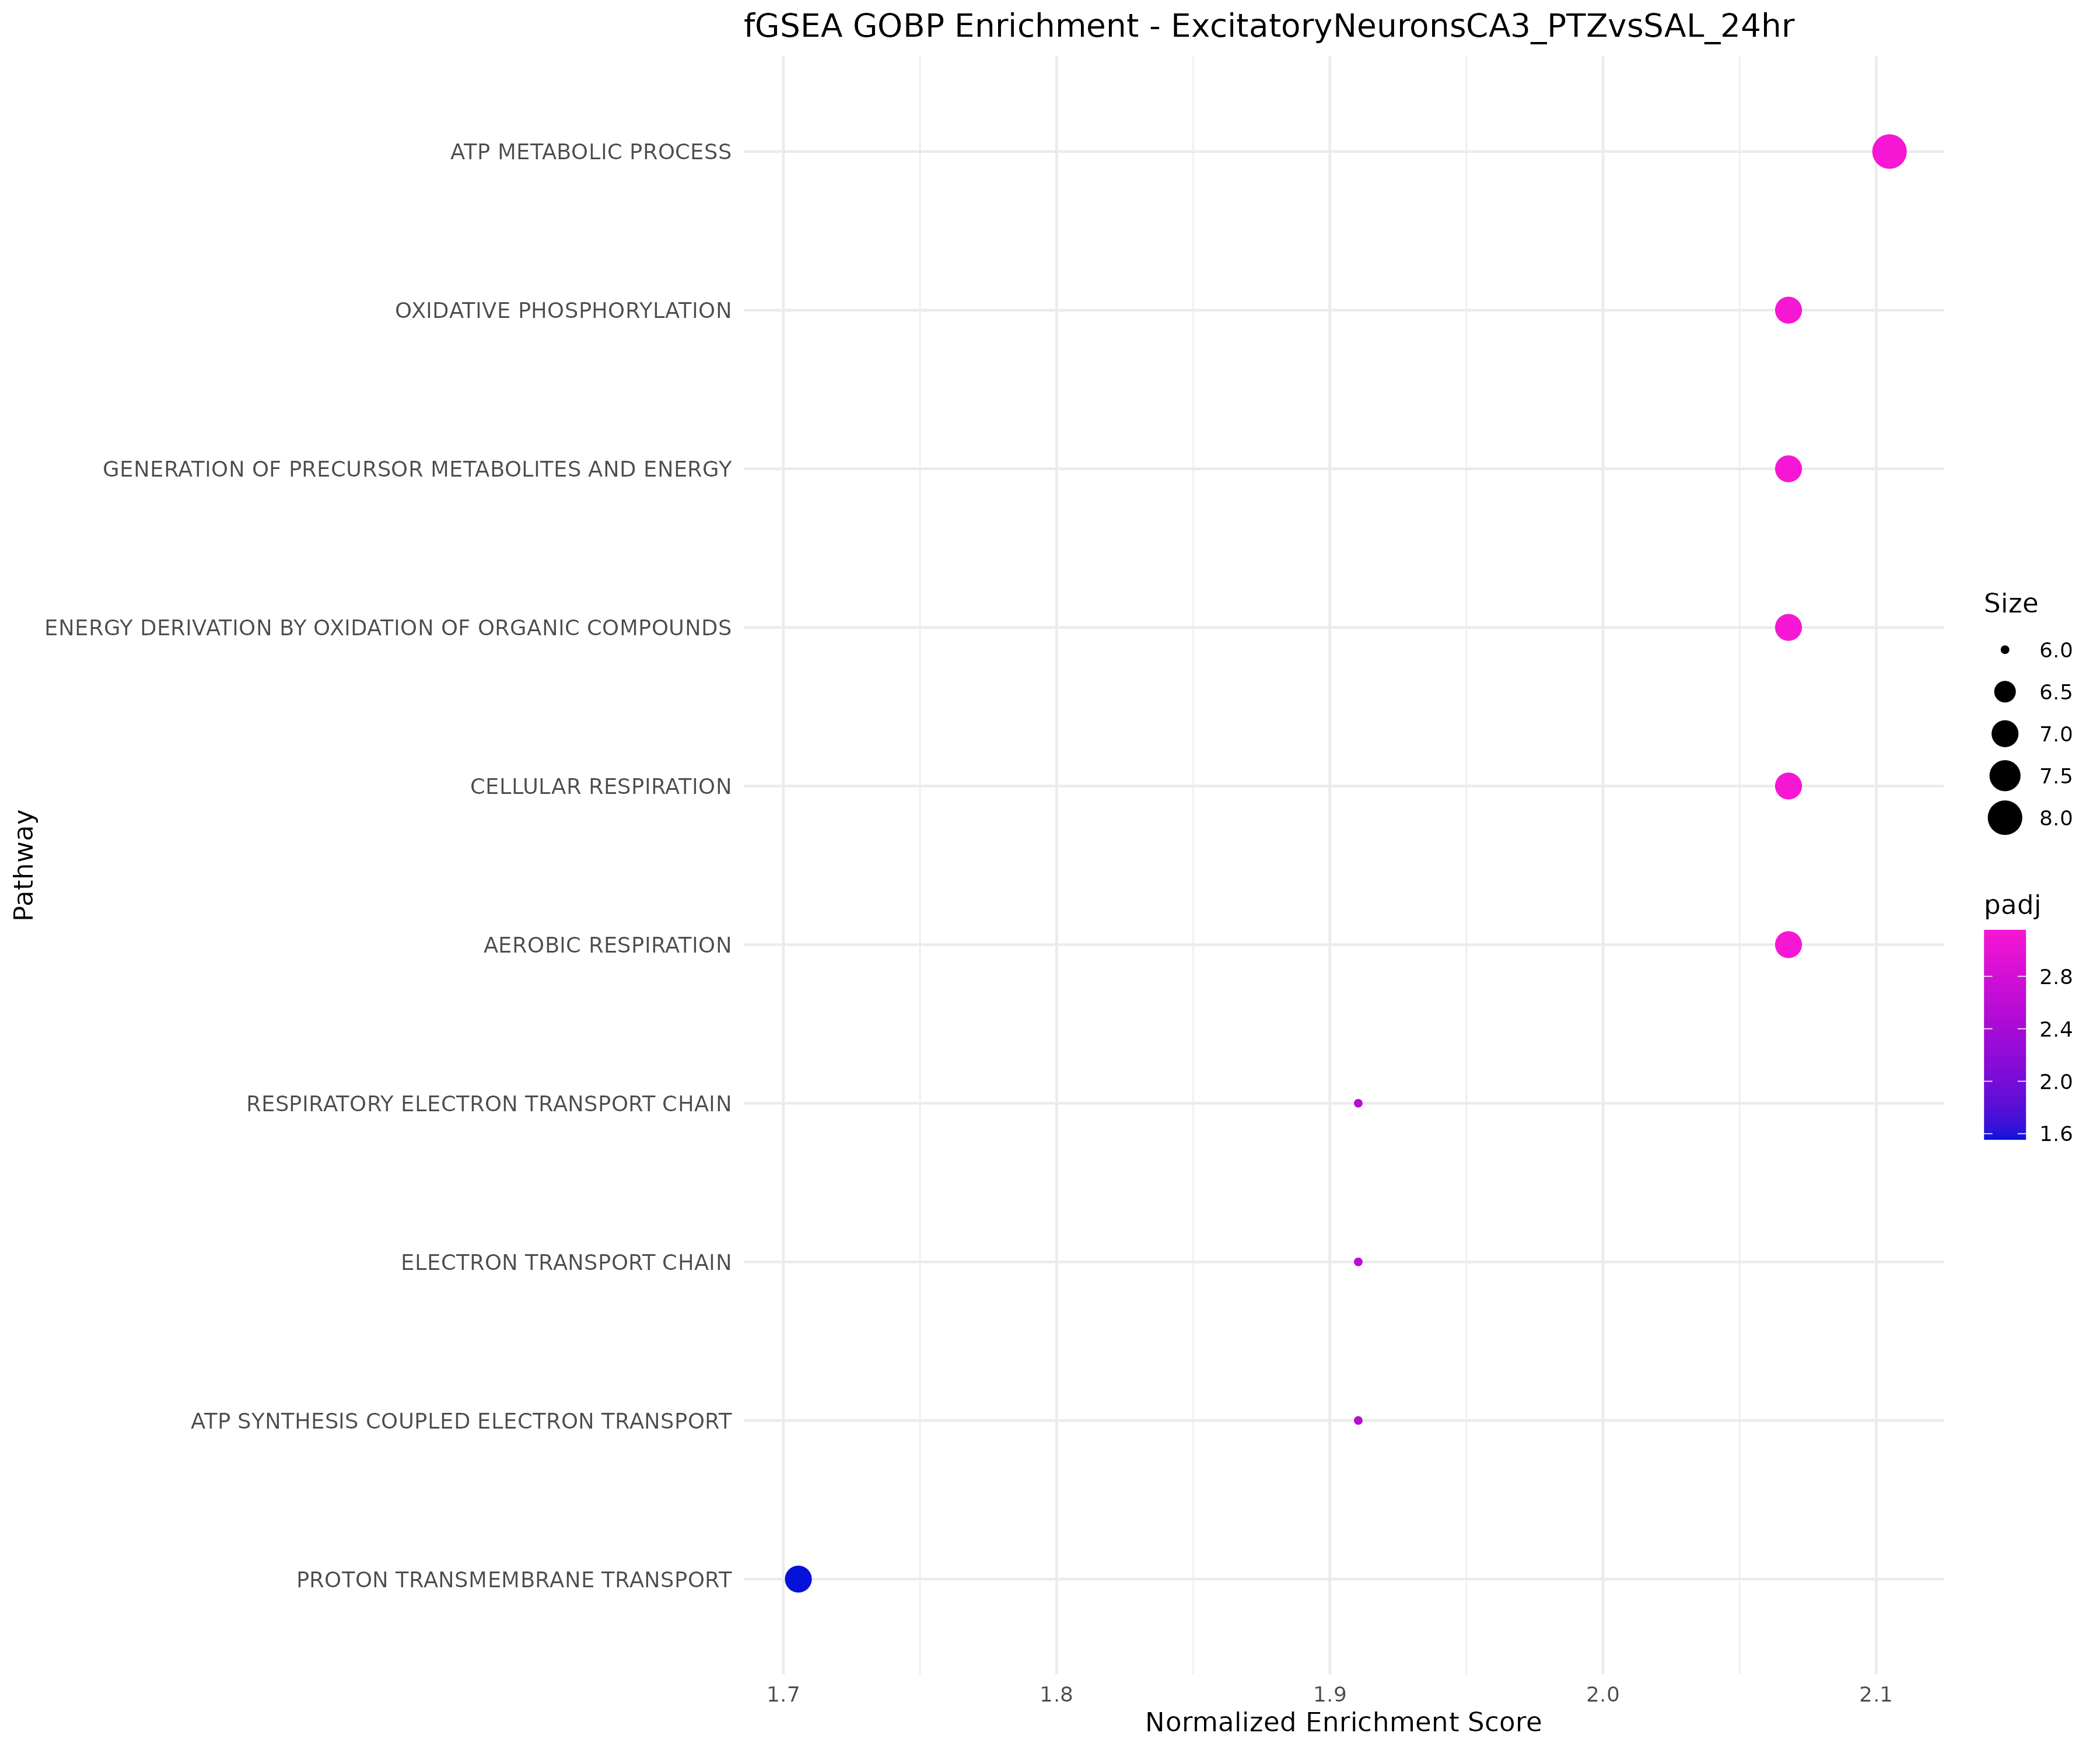 fGSEA GOBP Enrichment - ExcitatoryNeuronsCA3_PTZvsSAL_24hr
ATP METABOLIC PROCESS
OXIDATIVE PHOSPHORYLATION
GENERATION OF PRECURSOR METABOLITES AND ENERGY
ENERGY DERIVATION BY OXIDATION OF ORGANIC COMPOUNDS
CELLULAR RESPIRATION
AEROBIC RESPIRATION
RESPIRATORY ELECTRON TRANSPORT CHAIN
ELECTRON TRANSPORT CHAIN
ATP SYNTHESIS COUPLED ELECTRON TRANSPORT
PROTON TRANSMEMBRANE TRANSPORT
Pathway
1.7 1.8 1.9 2.0 2.1
Normalized Enrichment Score
Size
6.0
6.5
7.0
7.5
8.0
padj
2.8
2.4
2.0
1.6